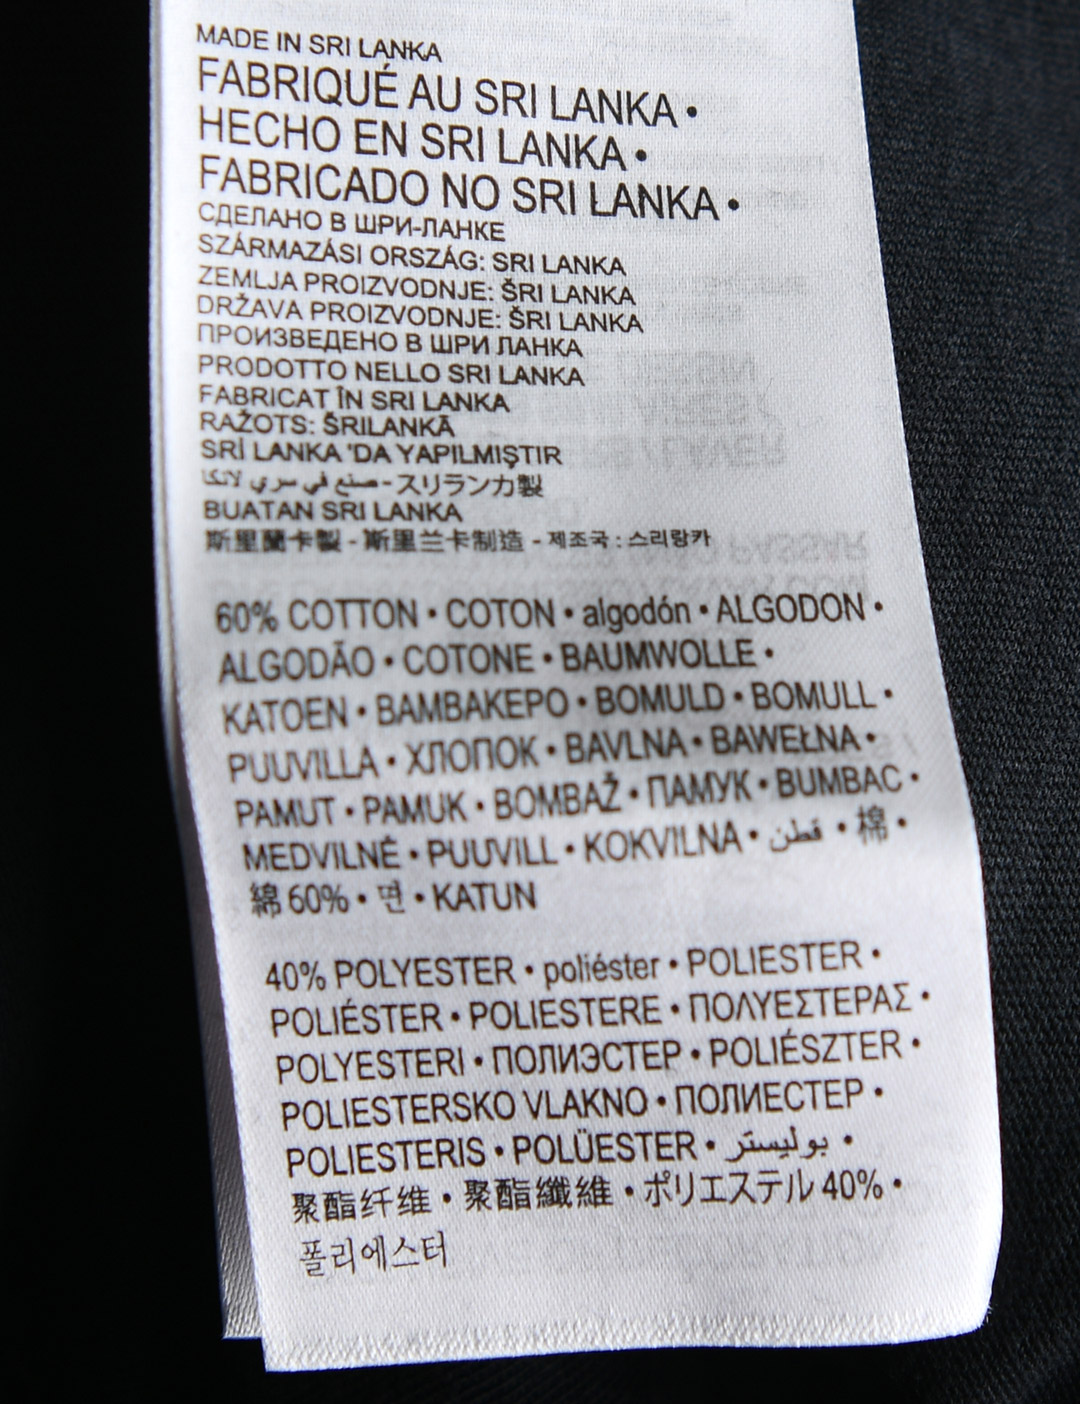 MADE IN SRI LANKA
FABRIQUÉ AU SRI LANKA •
HECHO EN SRI LANKA •
FABRICADO NO SRI LANKA •
СДЕЛАНО В ШРИ-ЛАНКЕ
SZÁRMAZÁSI ORSZÁG: SRI LANKA
ZEMLJA PROIZVODNJE: ŠRI LANKA
DRŽAVA PROIZVODNJE: ŠRI LANKA
ПРОИЗВЕДЕНО В ШРИ ЛАНКА
PRODOTTO NELLO SRI LANKA
FABRICAT ÎN SRI LANKA
RAŽOTS: ŠRILANKĀ
SRİ LANKA 'DA YAPILMIŞTIR
صنع في سري لانكا - スリランカ製
BUATAN SRI LANKA
斯里蘭卡製 - 斯里兰卡制造 - 제조국 : 스리랑카
60% COTTON • COTON • algodón • ALGODON •
ALGODÃO • COTONE • BAUMWOLLE •
KATOEN • ΒΑΜΒΑΚΕΡΟ • BOMULD • BOMULL •
PUUVILLA • ХЛОПОК • BAVLNA • BAWEŁNA •
PAMUT • PAMUK • BOMBAŽ • ПАМУК • BUMBAC •
MEDVILNĖ • PUUVILL • KOKVILNA • قطن • 棉 •
綿 60% • 면 • KATUN
40% POLYESTER • poliéster • POLIESTER •
POLIÉSTER • POLIESTERE • ΠΟΛΥΕΣΤΕΡΑΣ •
POLYESTERI • ПОЛИЭСТЕР • POLIÉSZTER •
POLIESTERSKO VLAKNO • ПОЛИЕСТЕР •
POLIESTERIS • POLÜESTER • بوليستر •
聚酯纤维 • 聚酯纖維 • ポリエステル 40% •
폴리에스터